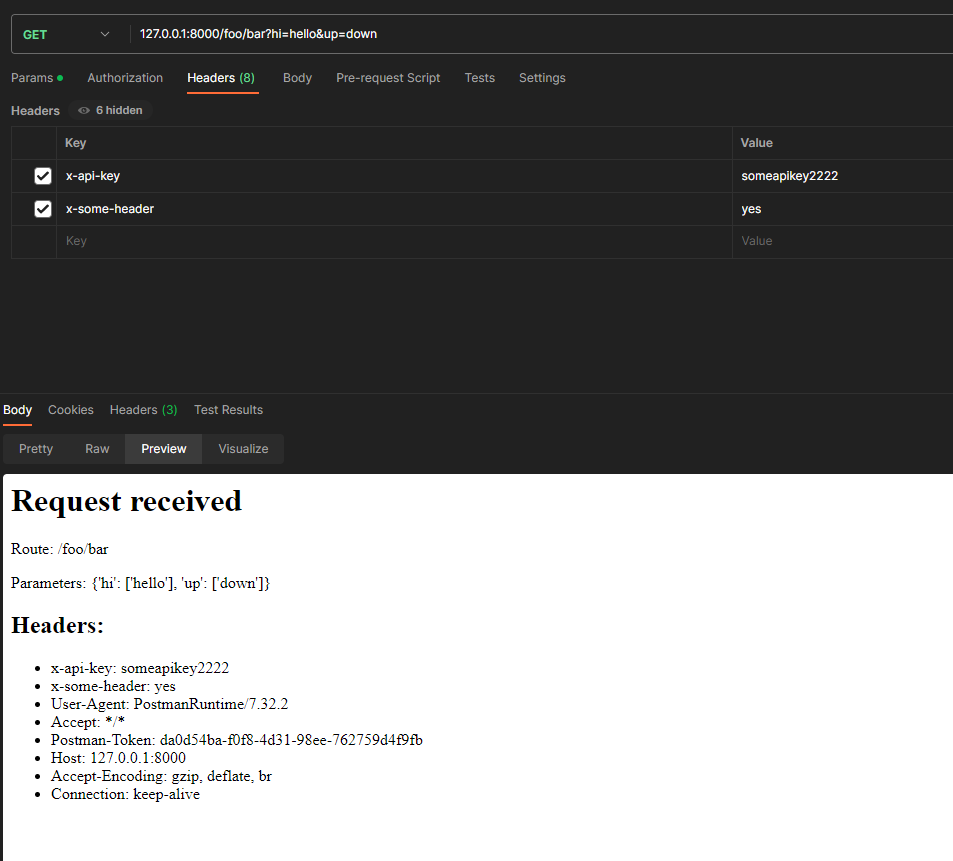 GET 127.0.0.1:8000/foo/bar?hi=hello&up=down
Params Authorization Headers (8) Body Pre-request Script Tests Settings
Headers 6 hidden
Key Value
x-api-key someapikey2222
x-some-header yes
Key Value
Body Cookies Headers (3) Test Results
Pretty Raw Preview Visualize
Request received
Route: /foo/bar
Parameters: {'hi': ['hello'], 'up': ['down']}
Headers:
• x-api-key: someapikey2222
• x-some-header: yes
• User-Agent: PostmanRuntime/7.32.2
• Accept: */*
• Postman-Token: da0d54ba-f0f8-4d31-98ee-762759d4f9fb
• Host: 127.0.0.1:8000
• Accept-Encoding: gzip, deflate, br
• Connection: keep-alive